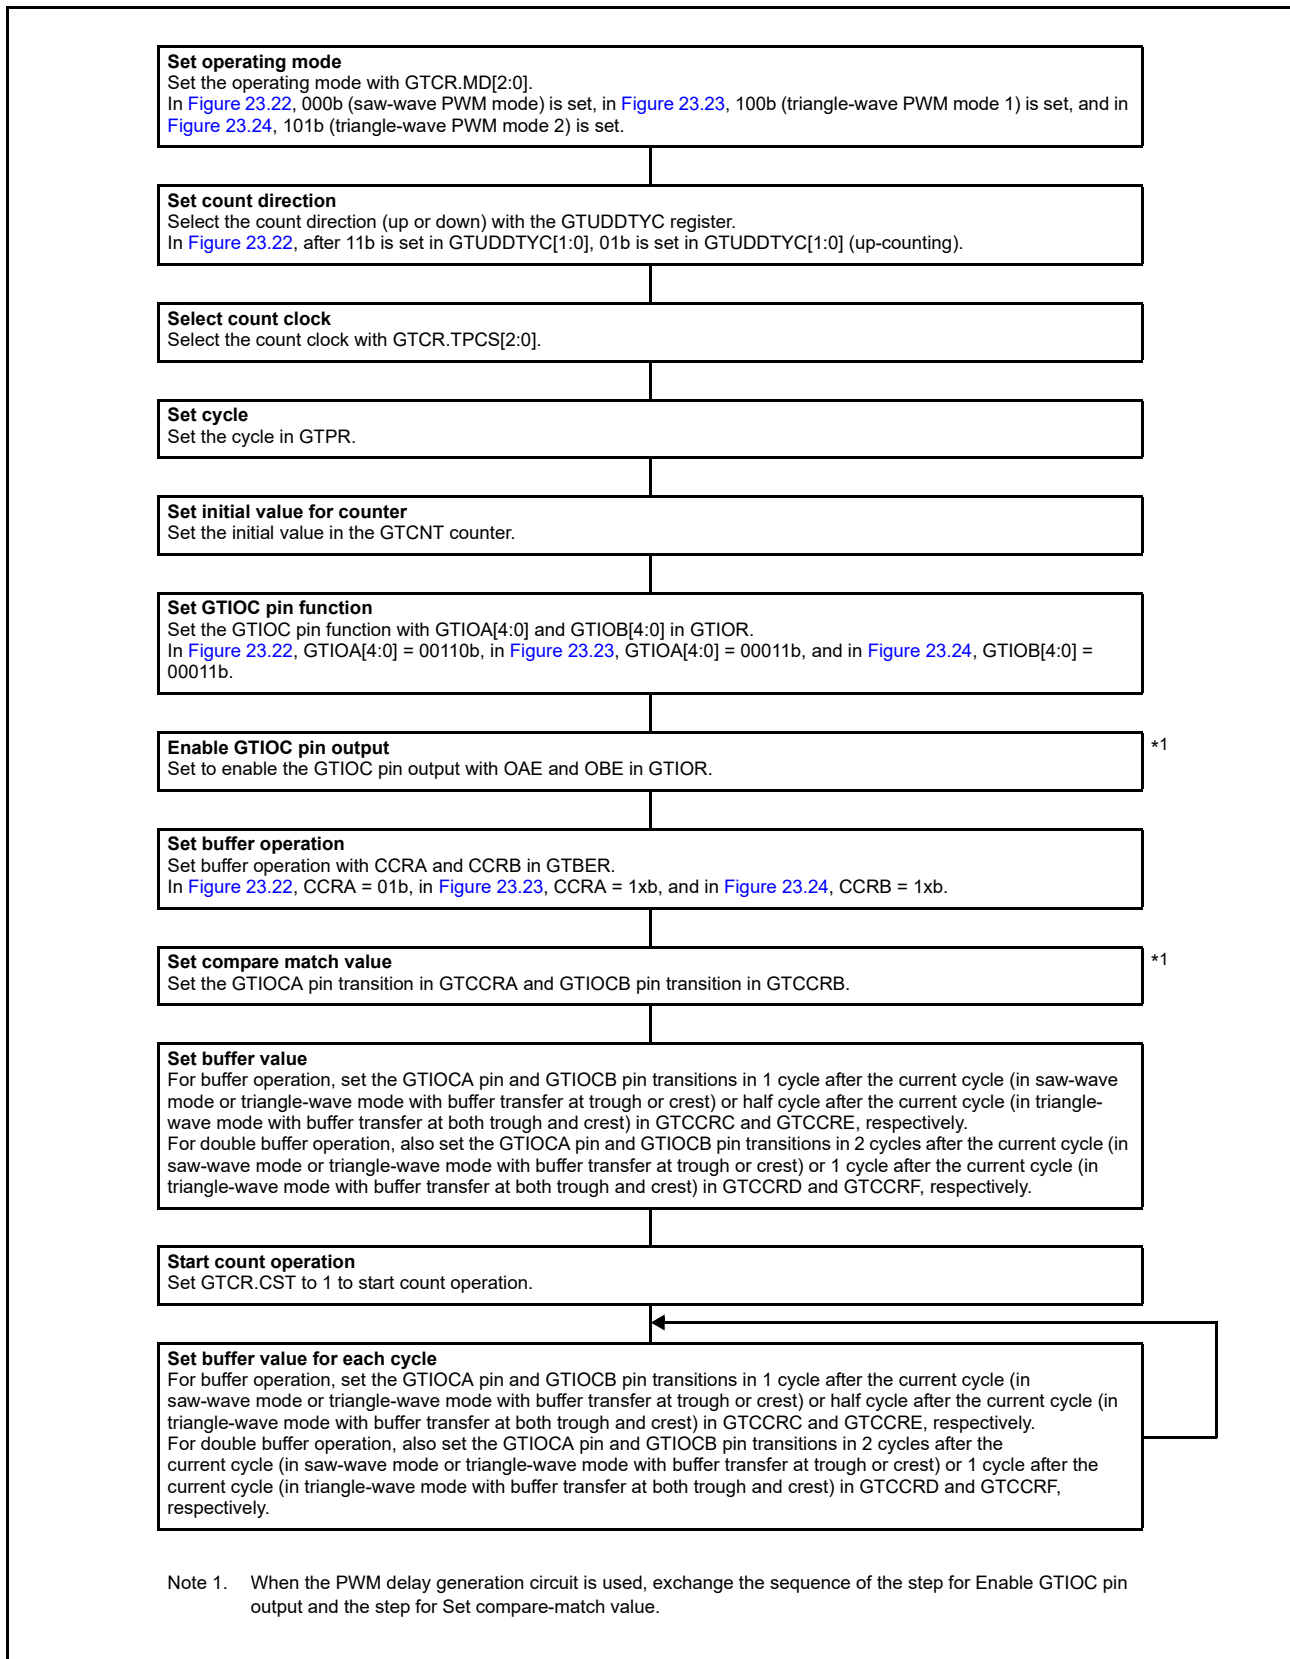 Set operating mode
Set the operating mode with GTCR.MD[2:0].
In Figure 23.22, 000b (saw-wave PWM mode) is set, in Figure 23.23, 100b (triangle-wave PWM mode 1) is set, and in
Figure 23.24, 101b (triangle-wave PWM mode 2) is set.
Set count direction
Select the count direction (up or down) with the GTUDDTYC register.
In Figure 23.22, after 11b is set in GTUDDTYC[1:0], 01b is set in GTUDDTYC[1:0] (up-counting).
Select count clock
Select the count clock with GTCR.TPCS[2:0].
Set cycle
Set the cycle in GTPR.
Set initial value for counter
Set the initial value in the GTCNT counter.
Set GTIOC pin function
Set the GTIOC pin function with GTIOA[4:0] and GTIOB[4:0] in GTIOR.
In Figure 23.22, GTIOA[4:0] = 00110b, in Figure 23.23, GTIOA[4:0] = 00011b, and in Figure 23.24, GTIOB[4:0] =
00011b.
Enable GTIOC pin output *1
Set to enable the GTIOC pin output with OAE and OBE in GTIOR.
Set buffer operation
Set buffer operation with CCRA and CCRB in GTBER.
In Figure 23.22, CCRA = 01b, in Figure 23.23, CCRA = 1xb, and in Figure 23.24, CCRB = 1xb.
Set compare match value *1
Set the GTIOCA pin transition in GTCCRA and GTIOCB pin transition in GTCCRB.
Set buffer value
For buffer operation, set the GTIOCA pin and GTIOCB pin transitions in 1 cycle after the current cycle (in saw-wave
mode or triangle-wave mode with buffer transfer at trough or crest) or half cycle after the current cycle (in triangle-
wave mode with buffer transfer at both trough and crest) in GTCCRC and GTCCRE, respectively.
For double buffer operation, also set the GTIOCA pin and GTIOCB pin transitions in 2 cycles after the current cycle (in
saw-wave mode or triangle-wave mode with buffer transfer at trough or crest) or 1 cycle after the current cycle (in
triangle-wave mode with buffer transfer at both trough and crest) in GTCCRD and GTCCRF, respectively.
Start count operation
Set GTCR.CST to 1 to start count operation.
Set buffer value for each cycle
For buffer operation, set the GTIOCA pin and GTIOCB pin transitions in 1 cycle after the current cycle (in
saw-wave mode or triangle-wave mode with buffer transfer at trough or crest) or half cycle after the current cycle (in
triangle-wave mode with buffer transfer at both trough and crest) in GTCCRC and GTCCRE, respectively.
For double buffer operation, also set the GTIOCA pin and GTIOCB pin transitions in 2 cycles after the
current cycle (in saw-wave mode or triangle-wave mode with buffer transfer at trough or crest) or 1 cycle after the
current cycle (in triangle-wave mode with buffer transfer at both trough and crest) in GTCCRD and GTCCRF,
respectively.
Note 1. When the PWM delay generation circuit is used, exchange the sequence of the step for Enable GTIOC pin
output and the step for Set compare-match value.